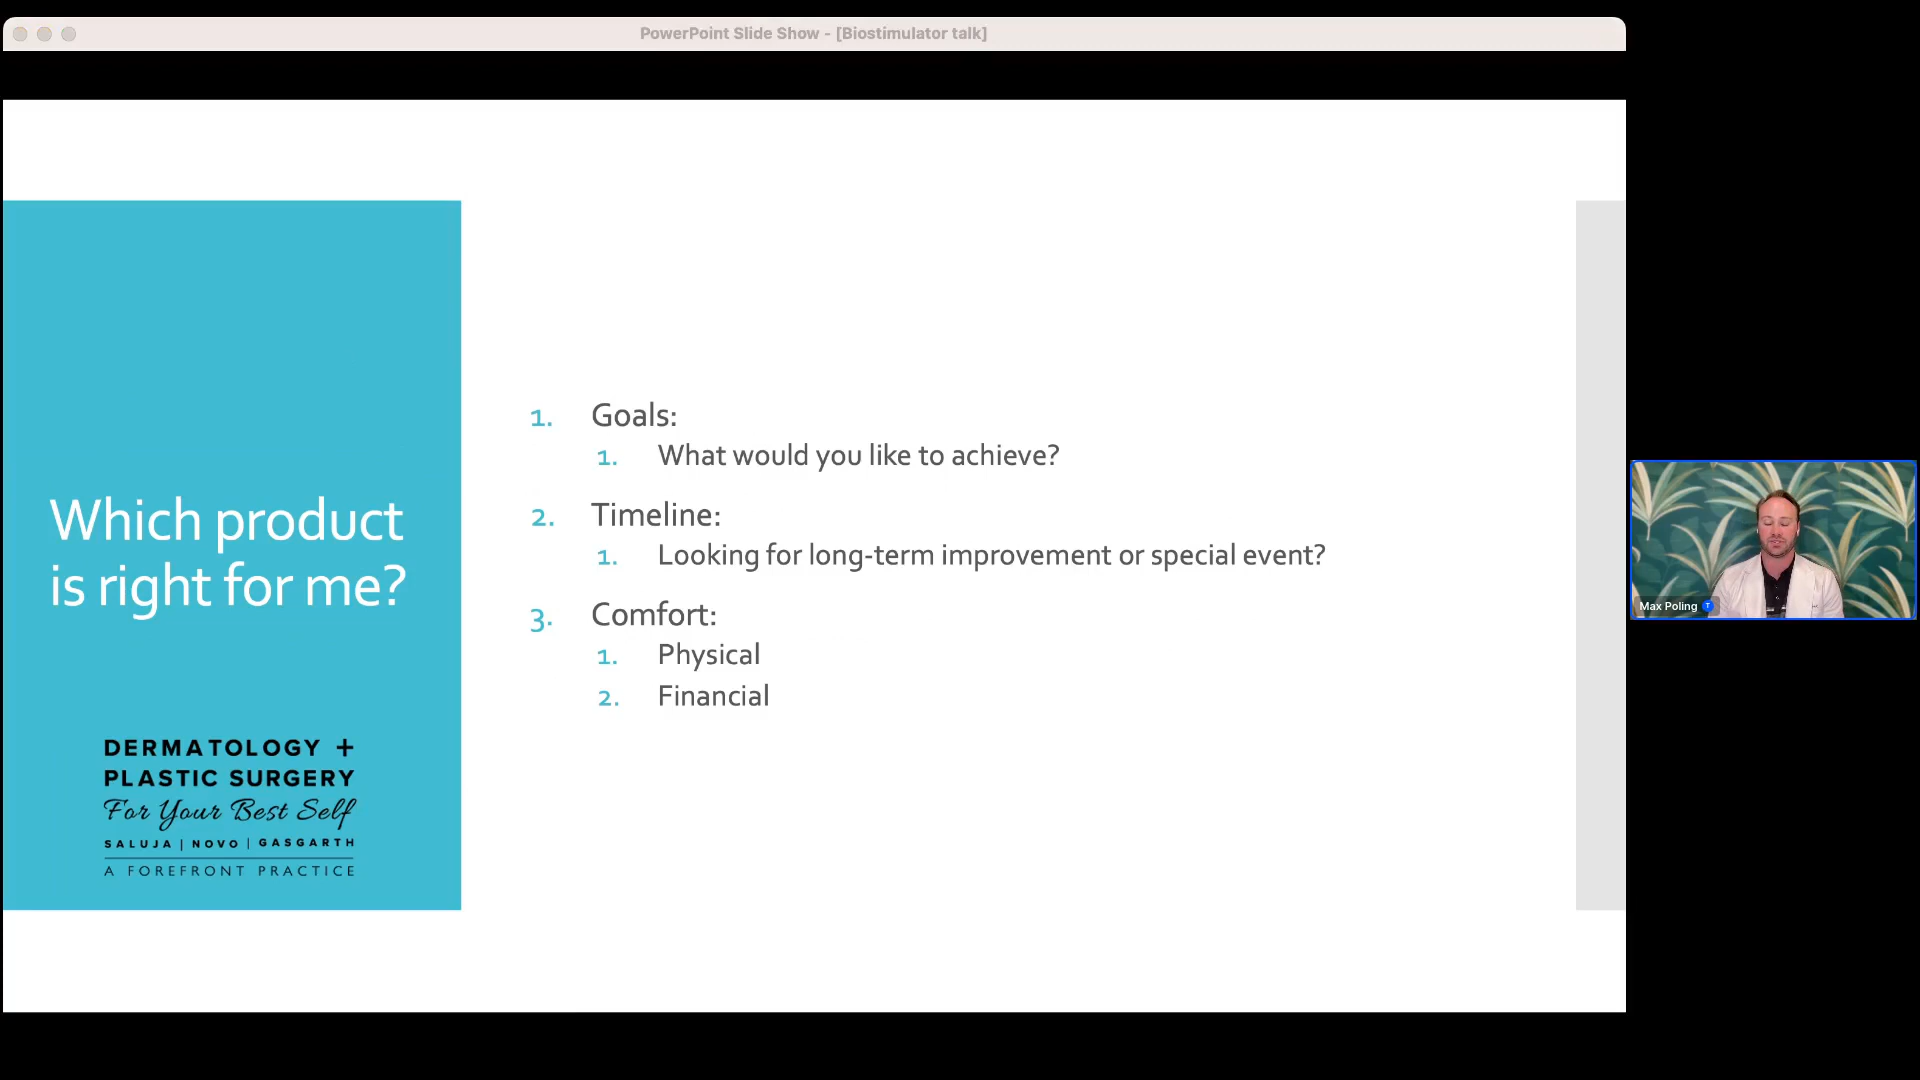 PowerPoint Slide Show - [Biostimulator talk]
Which product
is right for me?
DERMATOLOGY +
PLASTIC SURGERY
For Your Best Self
SALUJA | NOVO | GASGARTH
A FOREFRONT PRACTICE
1. Goals:
1. What would you like to achieve?
2. Timeline:
1. Looking for long-term improvement or special event?
3. Comfort:
1. Physical
2. Financial
Max Poling T